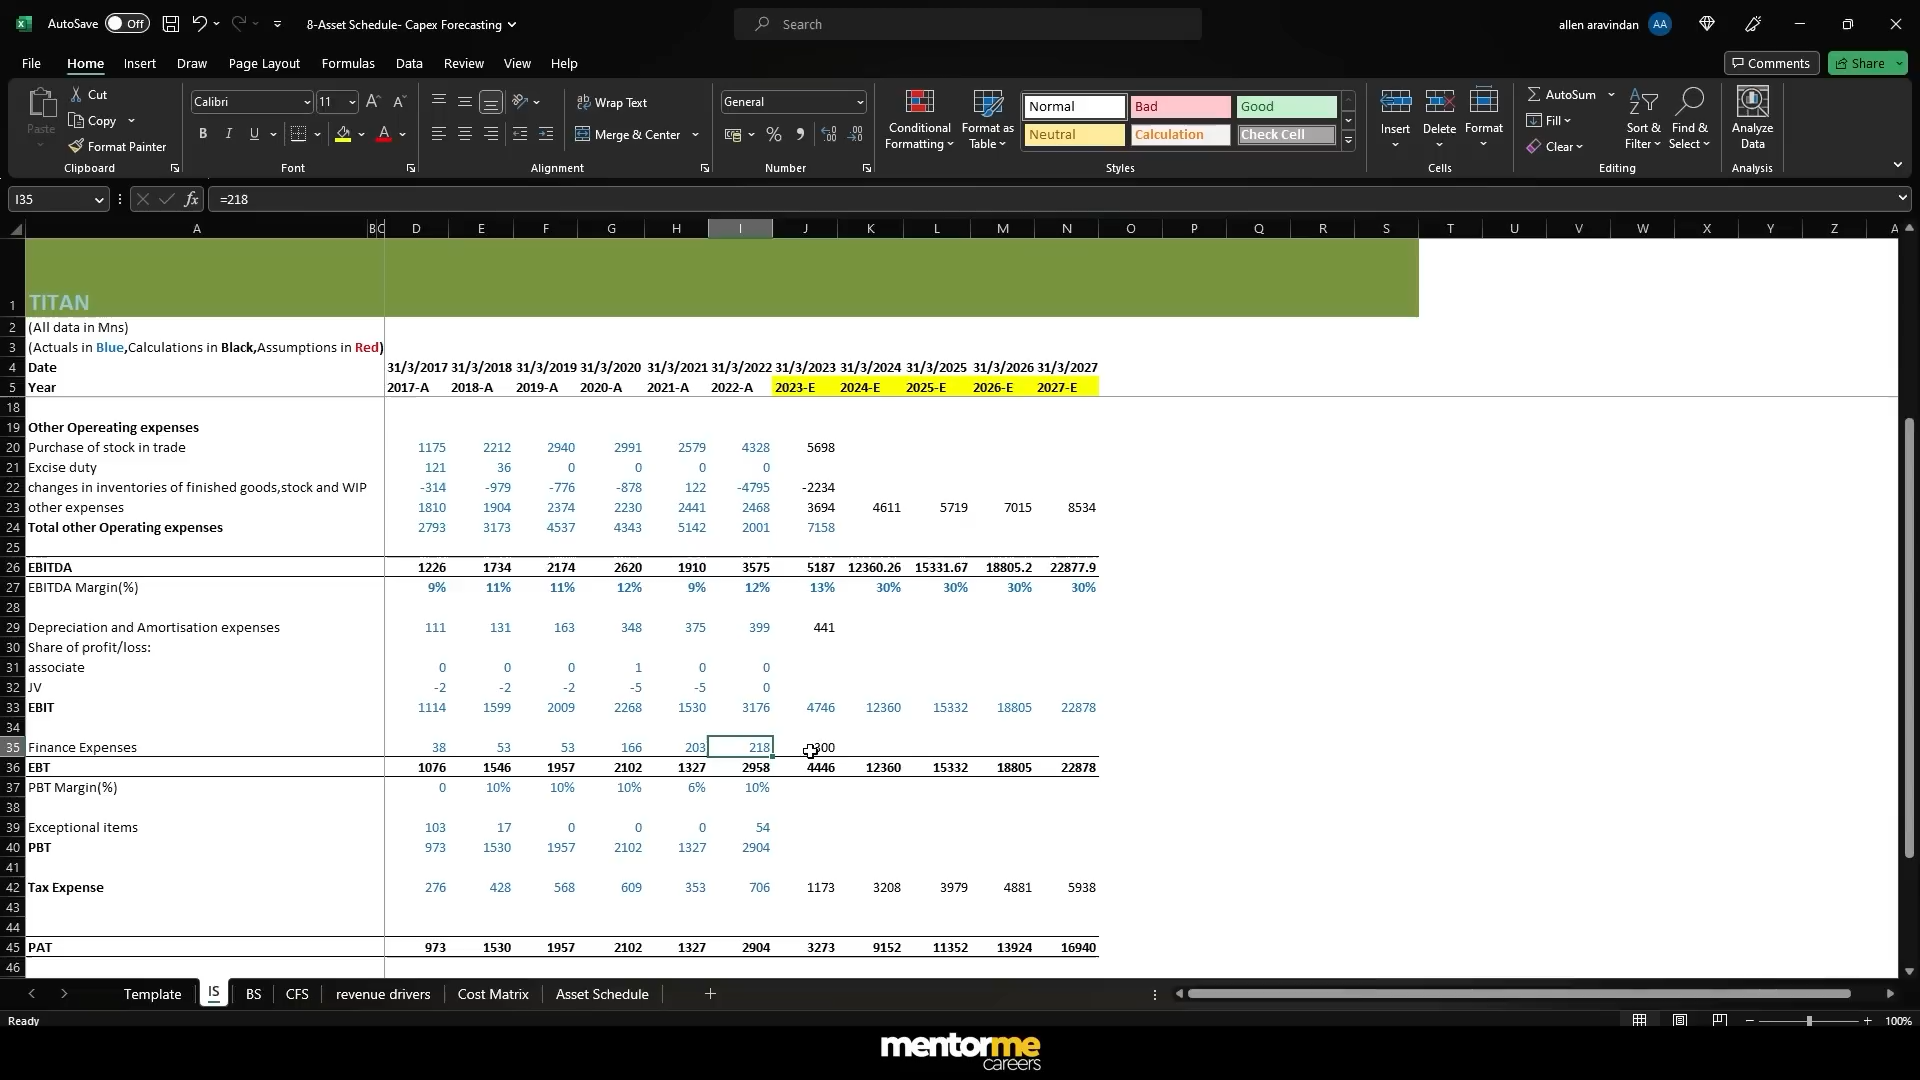 AutoSave Off 8-Asset Schedule- Capex Forecasting Search allen aravindan AA
File Home Insert Draw Page Layout Formulas Data Review View Help Comments Share
Paste Cut Copy Format Painter Clipboard
Calibri 11 A A B I U A Font
ab Wrap Text Merge & Center Alignment
General % Number
Conditional Formatting Format as Table Normal Bad Good Neutral Calculation Check Cell Styles
Insert Delete Format Cells
AutoSum Fill Clear Sort & Filter Find & Select Editing
Analyze Data Analysis
I35 fx =218
A B C D E F G H I J K L M N O P Q R S T U V W X Y Z A
1 TITAN
2 (All data in Mns)
3 (Actuals in Blue,Calculations in Black,Assumptions in Red)
4 Date 31/3/2017 31/3/2018 31/3/2019 31/3/2020 31/3/2021 31/3/2022 31/3/2023 31/3/2024 31/3/2025 31/3/2026 31/3/2027
5 Year 2017-A 2018-A 2019-A 2020-A 2021-A 2022-A 2023-E 2024-E 2025-E 2026-E 2027-E
18
19 Other Opereating expenses
20 Purchase of stock in trade 1175 2212 2940 2991 2579 4328 5698
21 Excise duty 121 36 0 0 0 0
22 changes in inventories of finished goods,stock and WIP -314 -979 -776 -878 122 -4795 -2234
23 other expenses 1810 1904 2374 2230 2441 2468 3694 4611 5719 7015 8534
24 Total other Operating expenses 2793 3173 4537 4343 5142 2001 7158
25
26 EBITDA 1226 1734 2174 2620 1910 3575 5187 12360.26 15331.67 18805.2 22877.9
27 EBITDA Margin(%) 9% 11% 11% 12% 9% 12% 13% 30% 30% 30% 30%
28
29 Depreciation and Amortisation expenses 111 131 163 348 375 399 441
30 Share of profit/loss:
31 associate 0 0 0 1 0 0
32 JV -2 -2 -2 -5 -5 0
33 EBIT 1114 1599 2009 2268 1530 3176 4746 12360 15332 18805 22878
34
35 Finance Expenses 38 53 53 166 203 218 300
36 EBT 1076 1546 1957 2102 1327 2958 4446 12360 15332 18805 22878
37 PBT Margin(%) 0 10% 10% 10% 6% 10%
38
39 Exceptional items 103 17 0 0 0 54
40 PBT 973 1530 1957 2102 1327 2904
41
42 Tax Expense 276 428 568 609 353 706 1173 3208 3979 4881 5938
43
44
45 PAT 973 1530 1957 2102 1327 2904 3273 9152 11352 13924 16940
46
Template IS BS CFS revenue drivers Cost Matrix Asset Schedule
Ready 100%
mentorme
careers